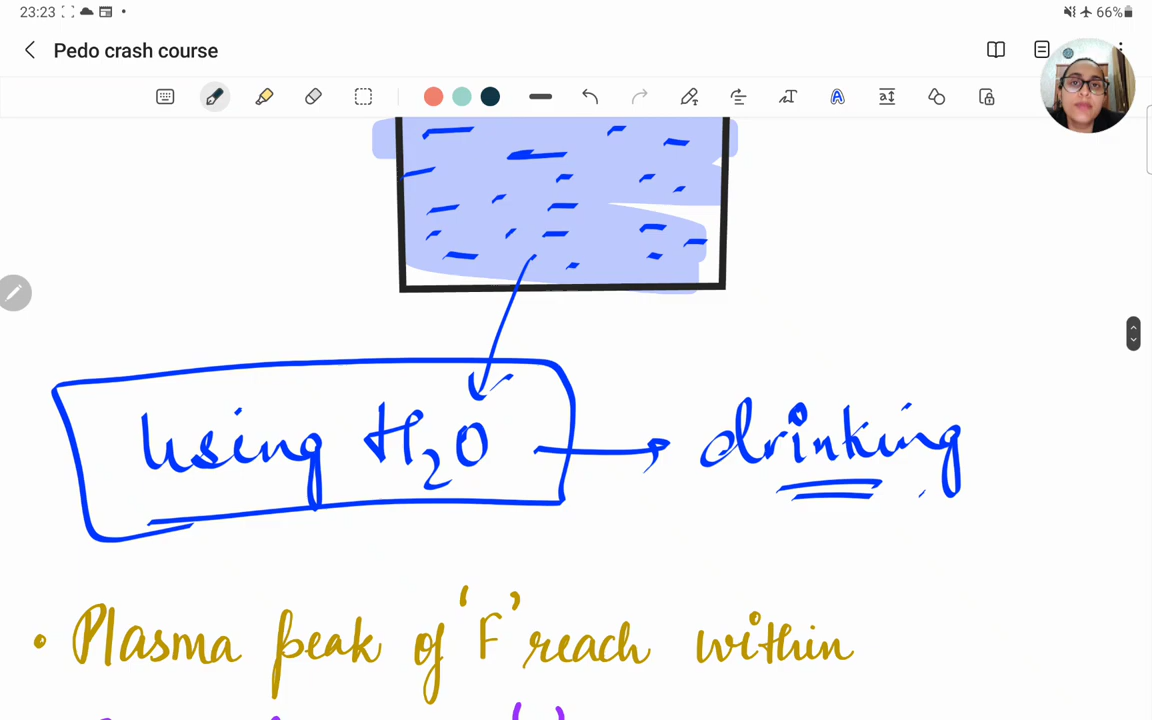 23:23 66%
Pedo crash course
using H₂O → drinking
• Plasma peak of 'F' reach within